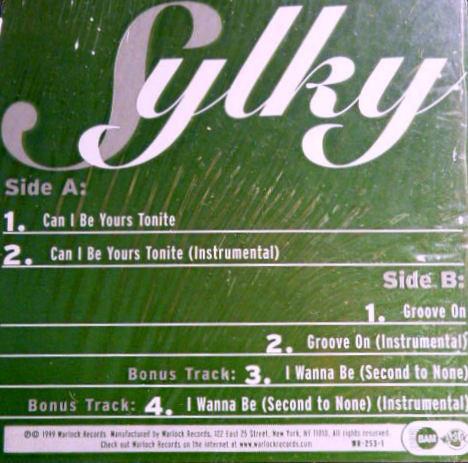 Sylky
Side A:
1. Can I Be Yours Tonite
2. Can I Be Yours Tonite (Instrumental)
Side B:
1. Groove On
2. Groove On (Instrumental)
Bonus Track: 3. I Wanna Be (Second to None)
Bonus Track: 4. I Wanna Be (Second to None) (Instrumental)
℗© 1999 Warlock Records. Manufactured by Warlock Records, 122 East 25 Street, New York, NY 11010. All rights reserved.
Check out Warlock Records on the internet at www.warlockrecords.com WR-253-1
BAM